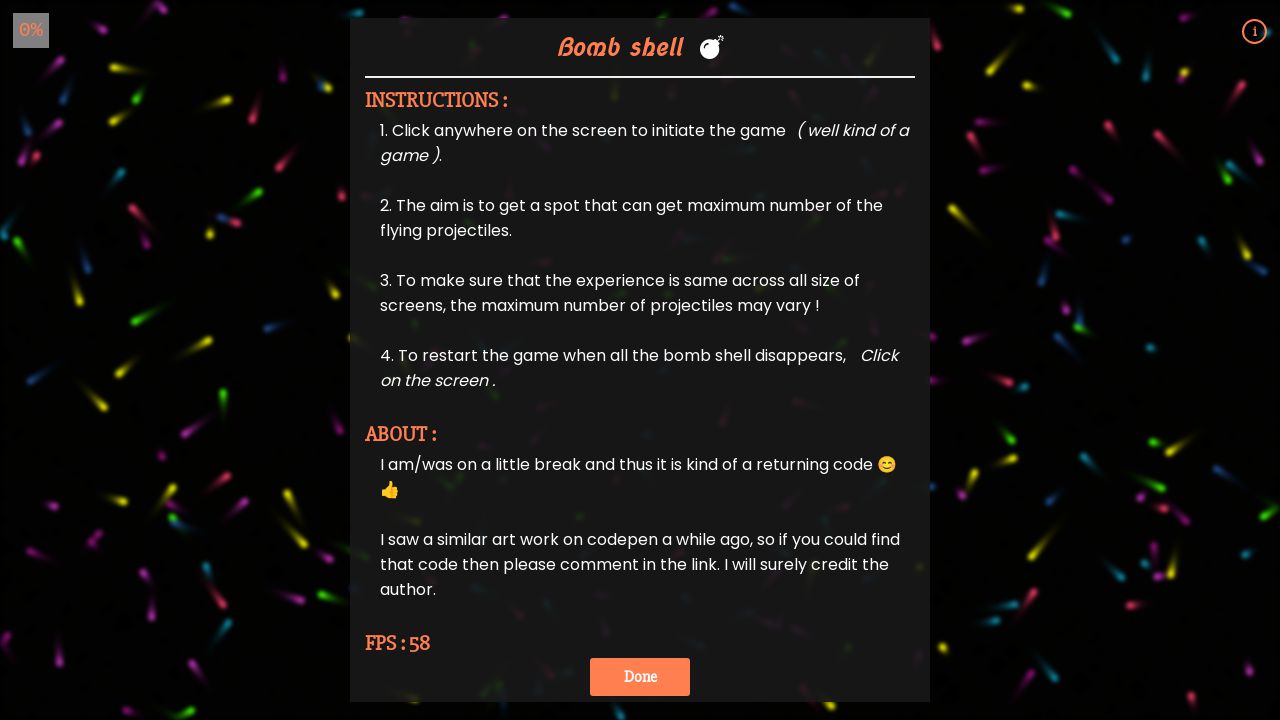 0%
i
Bomb shell 💣
INSTRUCTIONS :
1. Click anywhere on the screen to initiate the game ( well kind of a
game ).
2. The aim is to get a spot that can get maximum number of the
flying projectiles.
3. To make sure that the experience is same across all size of
screens, the maximum number of projectiles may vary !
4. To restart the game when all the bomb shell disappears, Click
on the screen .
ABOUT :
I am/was on a little break and thus it is kind of a returning code 😊
👍
I saw a similar art work on codepen a while ago, so if you could find
that code then please comment in the link. I will surely credit the
author.
FPS : 58
Done